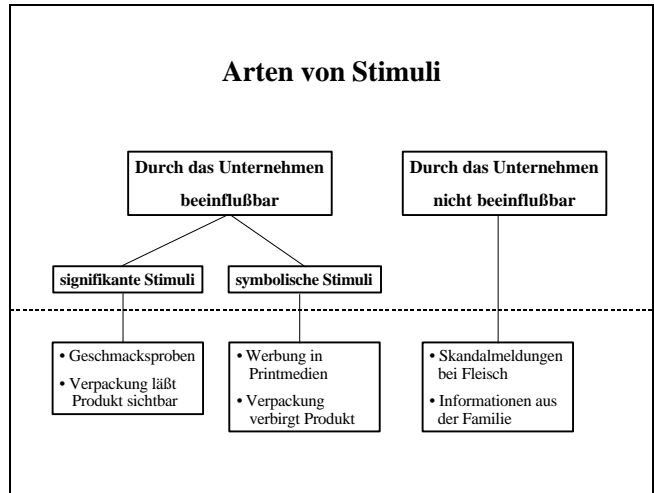 Arten von Stimuli
Durch das Unternehmen
beeinflußbar
Durch das Unternehmen
nicht beeinflußbar
signifikante Stimuli
symbolische Stimuli
• Geschmacksproben
• Verpackung läßt
Produkt sichtbar
• Werbung in
Printmedien
• Verpackung
verbirgt Produkt
• Skandalmeldungen
bei Fleisch
• Informationen aus
der Familie